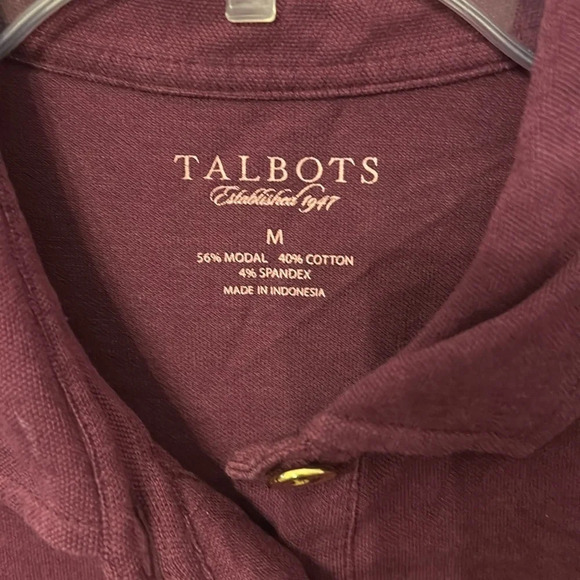 TALBOTS
Established 1947
M
56% MODAL 40% COTTON
4% SPANDEX
MADE IN INDONESIA